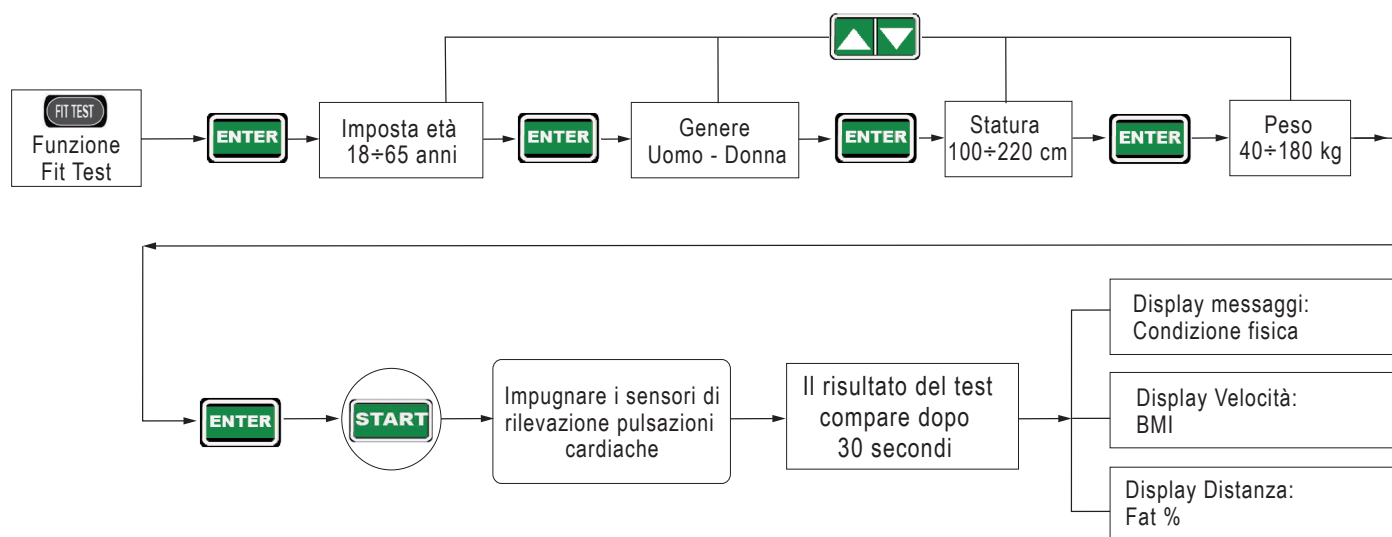 FIT TEST
Funzione
Fit Test
ENTER
Imposta età
18÷65 anni
ENTER
Genere
Uomo - Donna
ENTER
Statura
100÷220 cm
ENTER
Peso
40÷180 kg
ENTER
START
Impugnare i sensori di
rilevazione pulsazioni
cardiache
Il risultato del test
compare dopo
30 secondi
Display messaggi:
Condizione fisica
Display Velocità:
BMI
Display Distanza:
Fat %